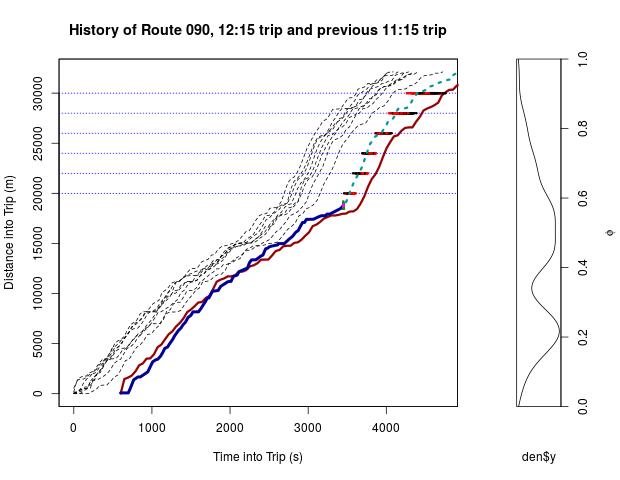 History of Route 090, 12:15 trip and previous 11:15 trip
Distance Into Trip (m)
30000
25000
20000
15000
10000
5000
0
0 1000 2000 3000 4000
Time into Trip (s)
1.0
0.8
0.6
0.4
0.2
0.0
ϕ
den$y